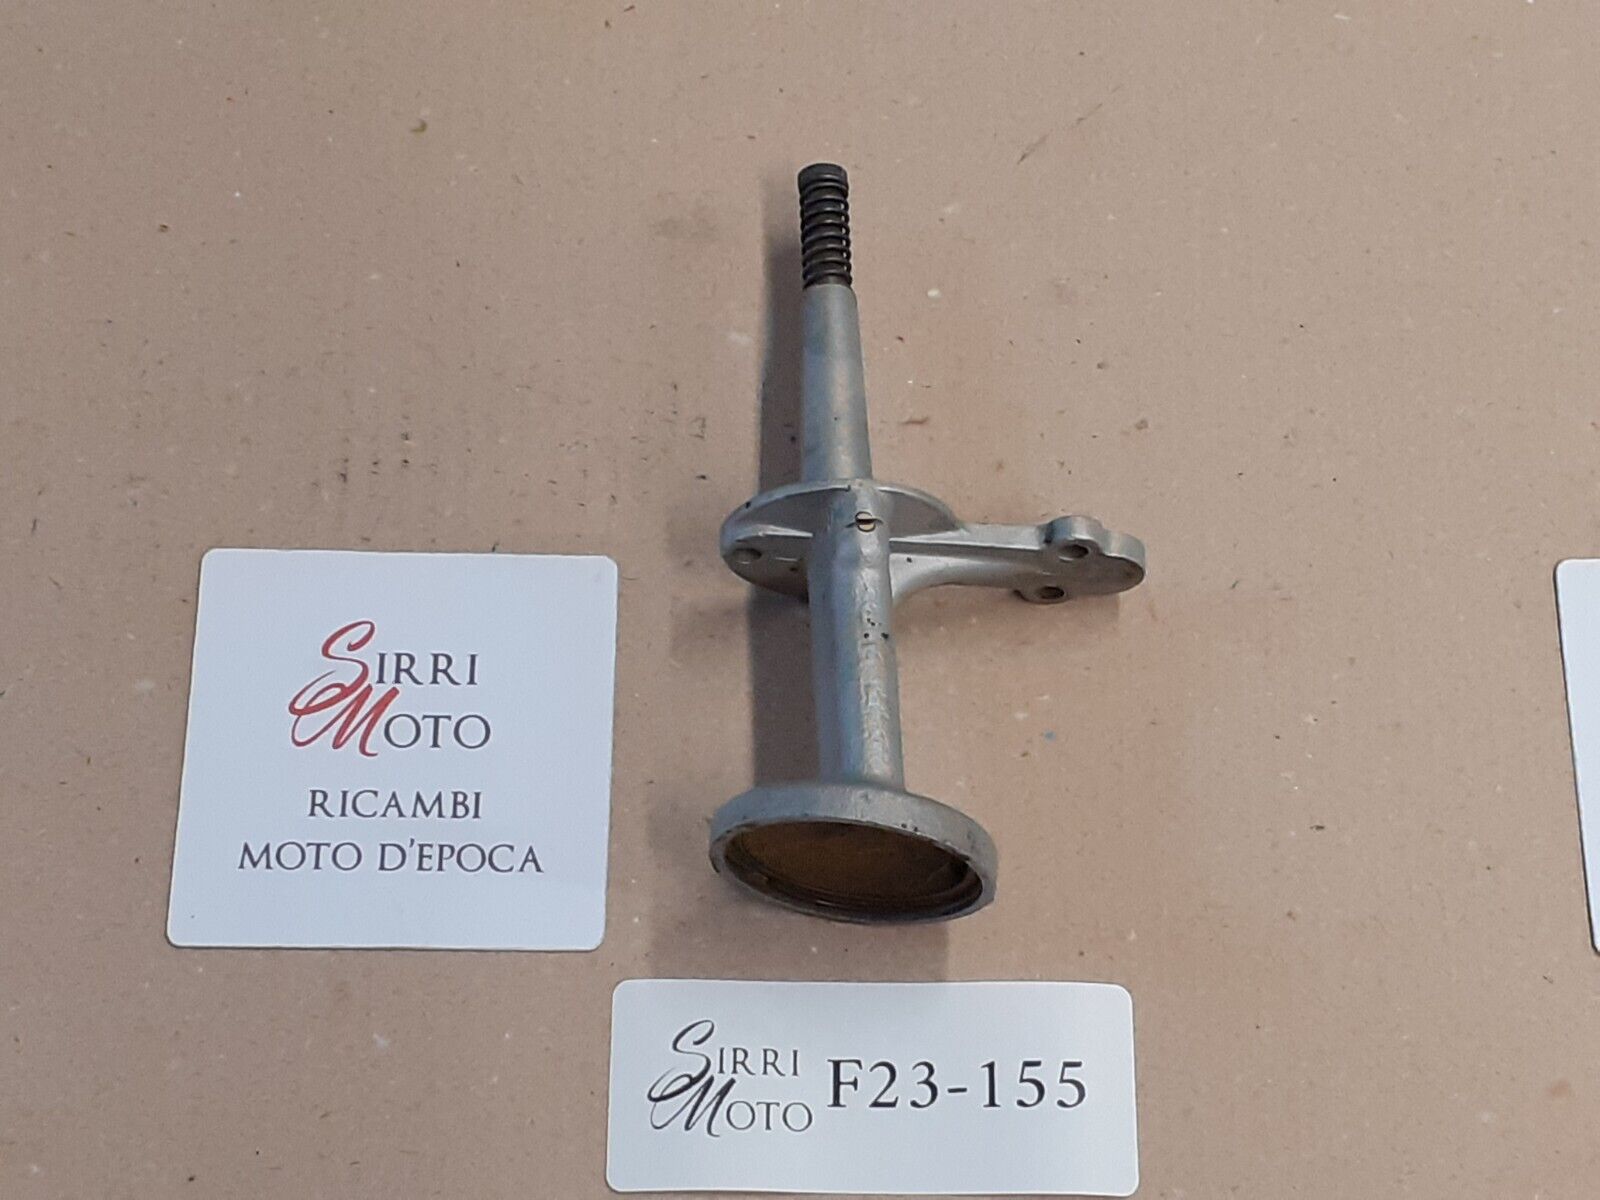 SIRRI
MOTO
RICAMBI
MOTO D'EPOCA
SIRRI
MOTO
F23-155